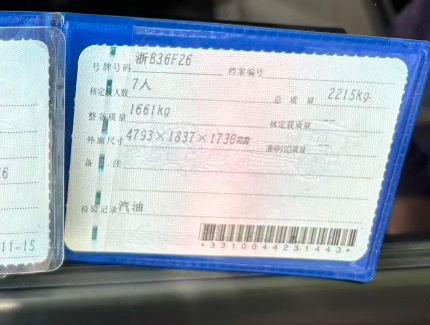 号牌号码 浙B36F26 档案编号
核定载人数 7人 总质量 2215kg
整备质量 1661kg 核定载质量 --
外廓尺寸 4793×1837×1736mm 准牵引总质量 --
备注
检验记录 汽油
*3310044231443*
11-15